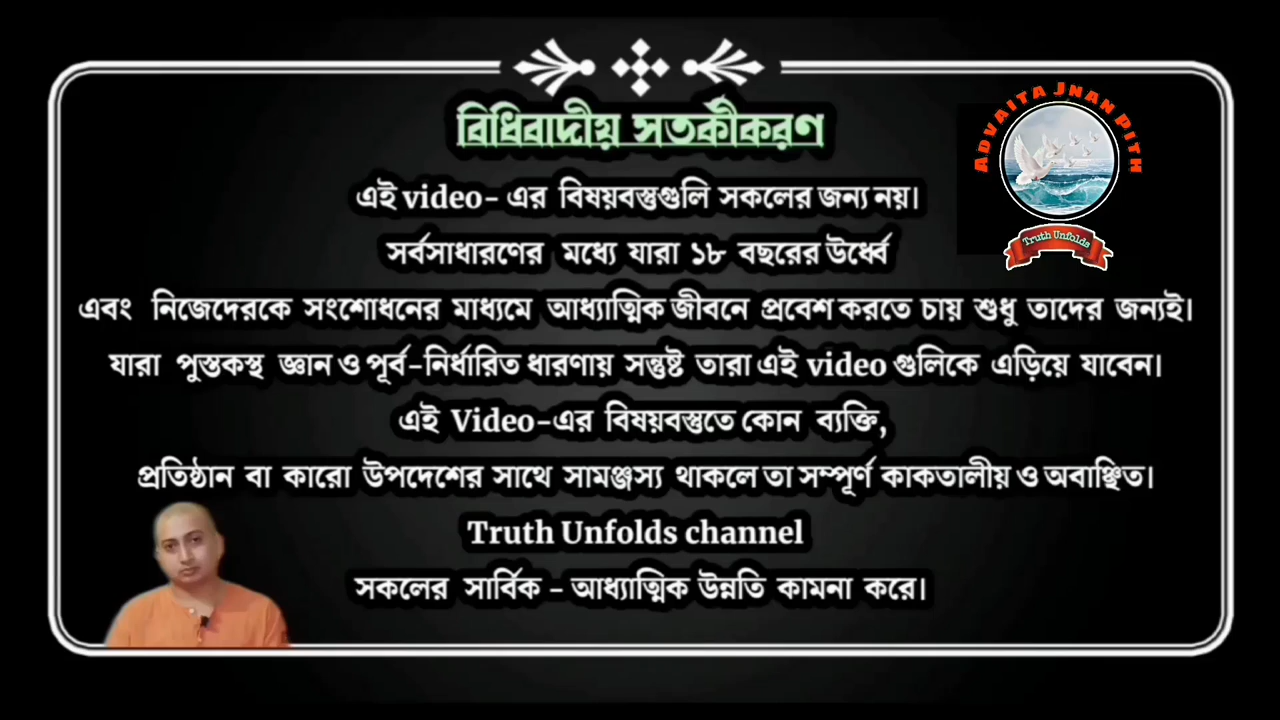 বিধিবাদীয় সতর্কীকরণ
ADVAITA JNAN PITH
Truth Unfolds
এই video- এর বিষয়বস্তুগুলি সকলের জন্য নয়।
সর্বসাধারণের মধ্যে যারা ১৮ বছরের উর্ধ্বে
এবং নিজেদেরকে সংশোধনের মাধ্যমে আধ্যাত্মিক জীবনে প্রবেশ করতে চায় শুধু তাদের জন্যই।
যারা পুস্তকস্থ জ্ঞান ও পূর্ব-নির্ধারিত ধারণায় সন্তুষ্ট তারা এই video গুলিকে এড়িয়ে যাবেন।
এই Video-এর বিষয়বস্তুতে কোন ব্যক্তি,
প্রতিষ্ঠান বা কারো উপদেশের সাথে সামঞ্জস্য থাকলে তা সম্পূর্ণ কাকতালীয় ও অবাঞ্ছিত।
Truth Unfolds channel
সকলের সার্বিক - আধ্যাত্মিক উন্নতি কামনা করে।